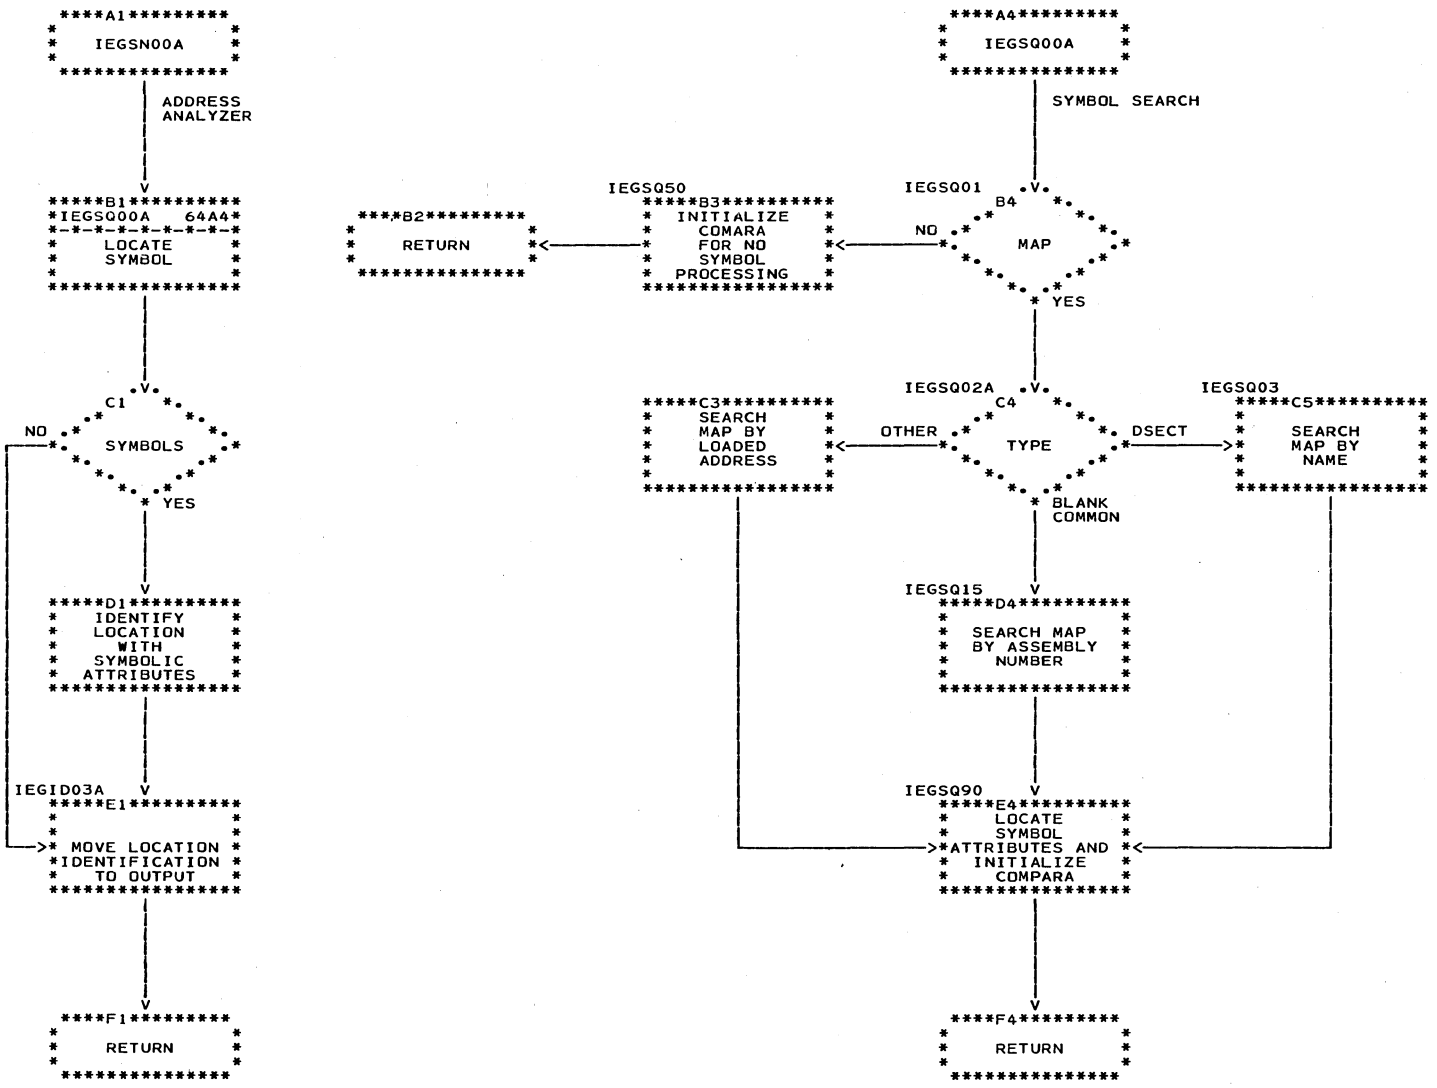 A1
IEGSN00A
ADDRESS
ANALYZER
B1
IEGSQ00A 64A4
LOCATE
SYMBOL
C1
SYMBOLS
NO
YES
D1
IDENTIFY
LOCATION
WITH
SYMBOLIC
ATTRIBUTES
IEGID03A
E1
MOVE LOCATION
IDENTIFICATION
TO OUTPUT
F1
RETURN
A4
IEGSQ00A
SYMBOL SEARCH
IEGSQ01
B4
MAP
NO
YES
IEGSQ50
B3
INITIALIZE
COMARA
FOR NO
SYMBOL
PROCESSING
B2
RETURN
IEGSQ02A
C4
TYPE
OTHER
DSECT
BLANK
COMMON
C3
SEARCH
MAP BY
LOADED
ADDRESS
IEGSQ03
C5
SEARCH
MAP BY
NAME
IEGSQ15
D4
SEARCH MAP
BY ASSEMBLY
NUMBER
IEGSQ90
E4
LOCATE
SYMBOL
ATTRIBUTES AND
INITIALIZE
COMPARA
F4
RETURN